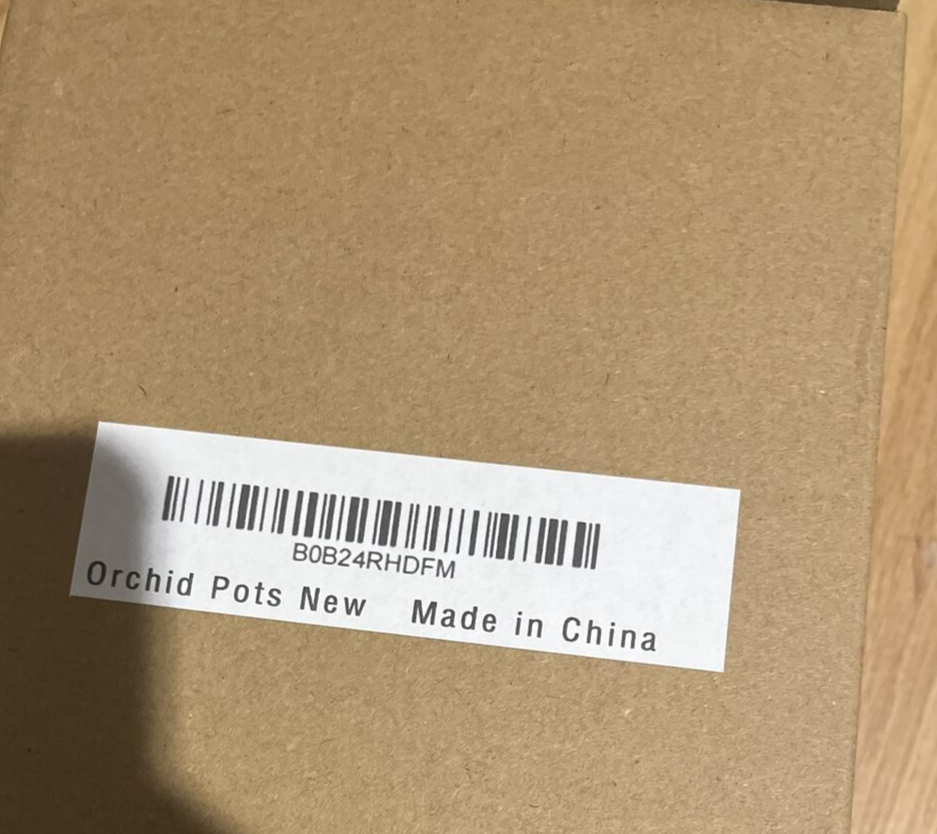 B0B24RHDFM
Orchid Pots New Made in China